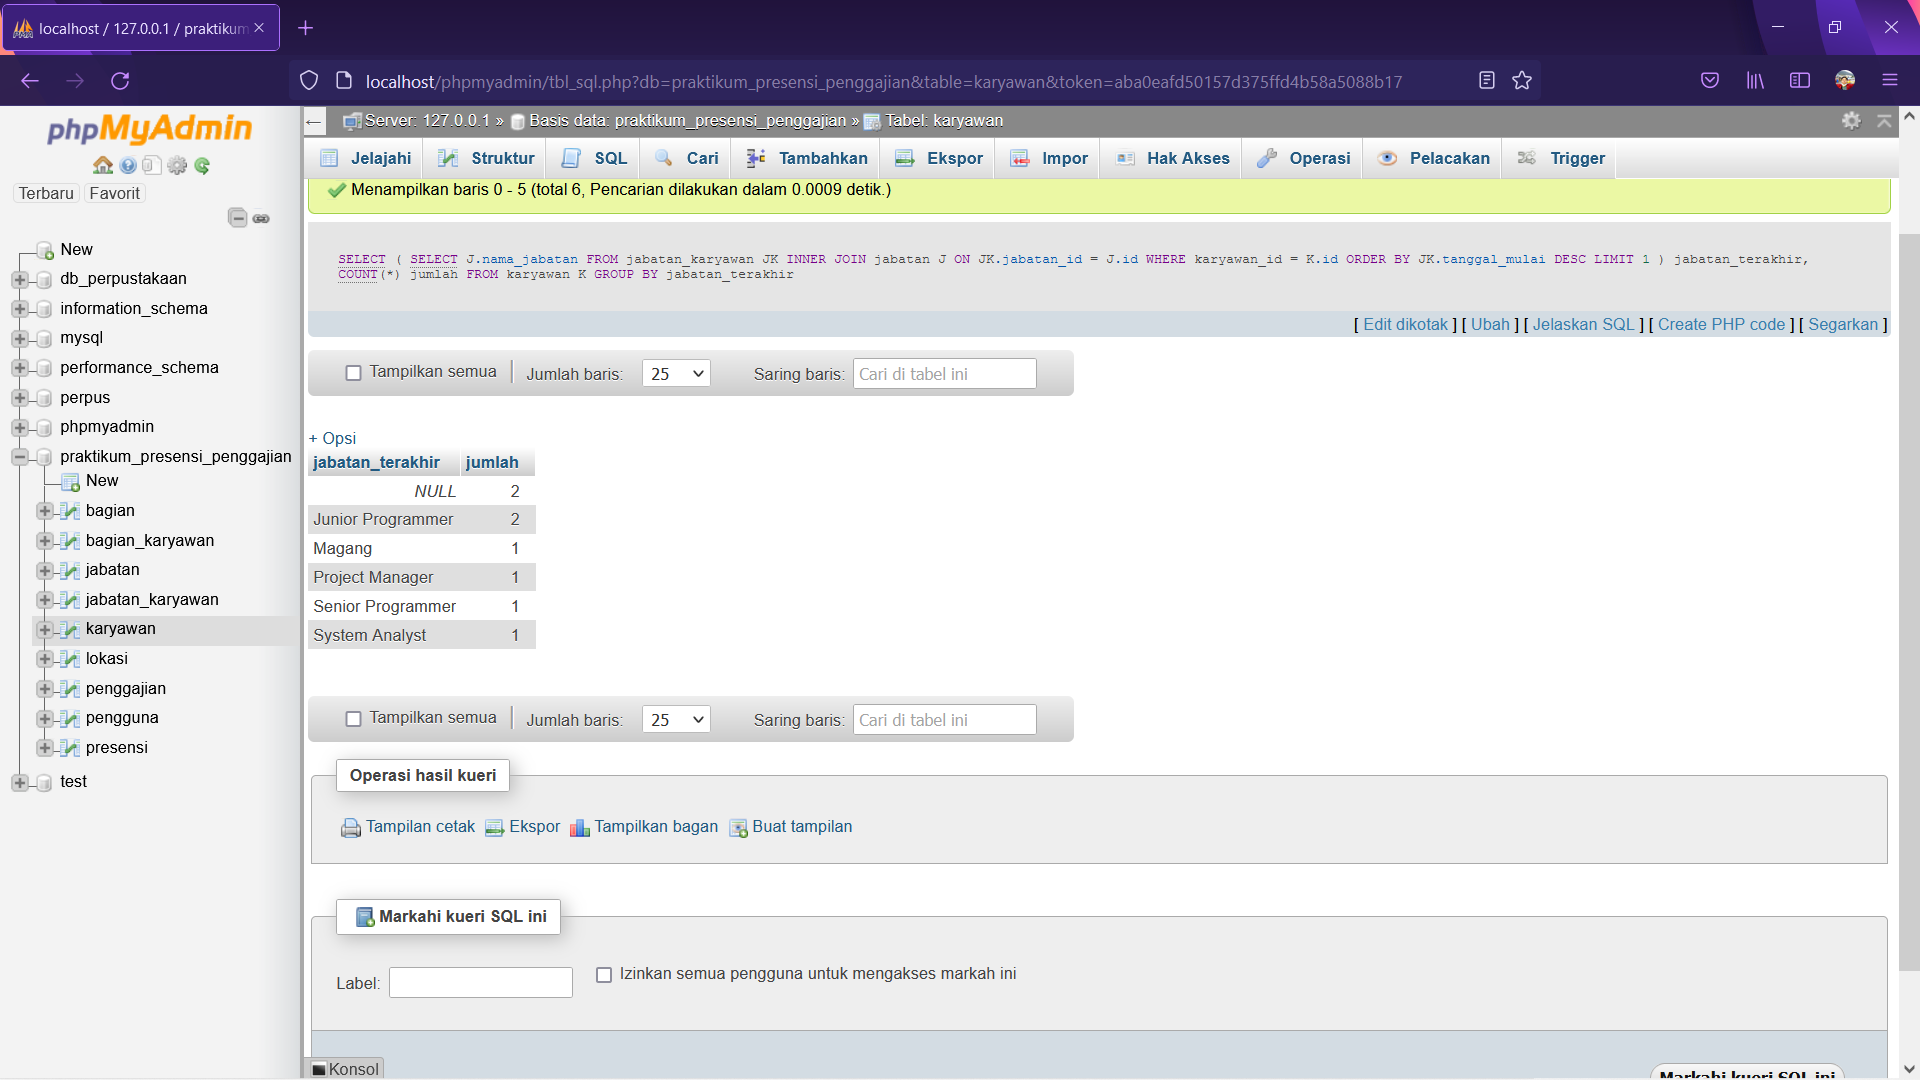 localhost / 127.0.0.1 / praktikum
localhost/phpmyadmin/tbl_sql.php?db=praktikum_presensi_penggajian&table=karyawan&token=aba0eafd50157d375ffd4b58a5088b17
phpMyAdmin
Terbaru Favorit
New
db_perpustakaan
information_schema
mysql
performance_schema
perpus
phpmyadmin
praktikum_presensi_penggajian
New
bagian
bagian_karyawan
jabatan
jabatan_karyawan
karyawan
lokasi
penggajian
pengguna
presensi
test
Server: 127.0.0.1 » Basis data: praktikum_presensi_penggajian » Tabel: karyawan
Jelajahi Struktur SQL Cari Tambahkan Ekspor Impor Hak Akses Operasi Pelacakan Trigger
Menampilkan baris 0 - 5 (total 6, Pencarian dilakukan dalam 0.0009 detik.)
SELECT ( SELECT J.nama_jabatan FROM jabatan_karyawan JK INNER JOIN jabatan J ON JK.jabatan_id = J.id WHERE karyawan_id = K.id ORDER BY JK.tanggal_mulai DESC LIMIT 1 ) jabatan_terakhir,
COUNT(*) jumlah FROM karyawan K GROUP BY jabatan_terakhir
[ Edit dikotak ] [ Ubah ] [ Jelaskan SQL ] [ Create PHP code ] [ Segarkan ]
Tampilkan semua | Jumlah baris: 25 Saring baris: Cari di tabel ini
+ Opsi
jabatan_terakhir jumlah
NULL 2
Junior Programmer 2
Magang 1
Project Manager 1
Senior Programmer 1
System Analyst 1
Tampilkan semua | Jumlah baris: 25 Saring baris: Cari di tabel ini
Operasi hasil kueri
Tampilan cetak Ekspor Tampilkan bagan Buat tampilan
Markahi kueri SQL ini
Label: Izinkan semua pengguna untuk mengakses markah ini
Konsol
Markahi kueri SQL ini